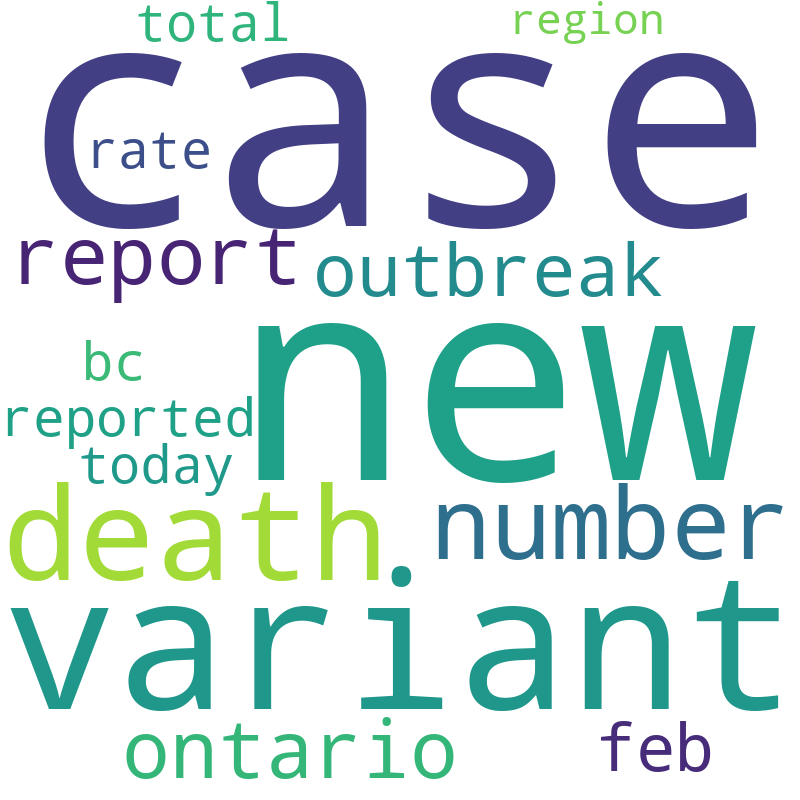 total region
case
rate
report outbreak
new
bc
reported
today
death number
variant
ontario feb